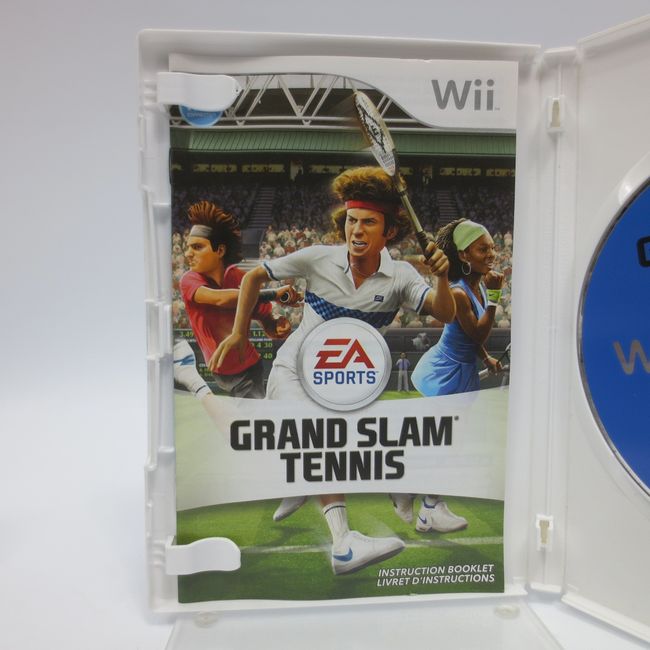 Wii
EA
SPORTS
GRAND SLAM®
TENNIS
INSTRUCTION BOOKLET
LIVRET D'INSTRUCTIONS